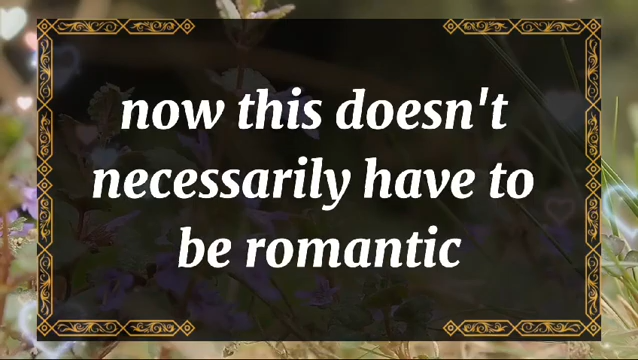 now this doesn't
necessarily have to
be romantic